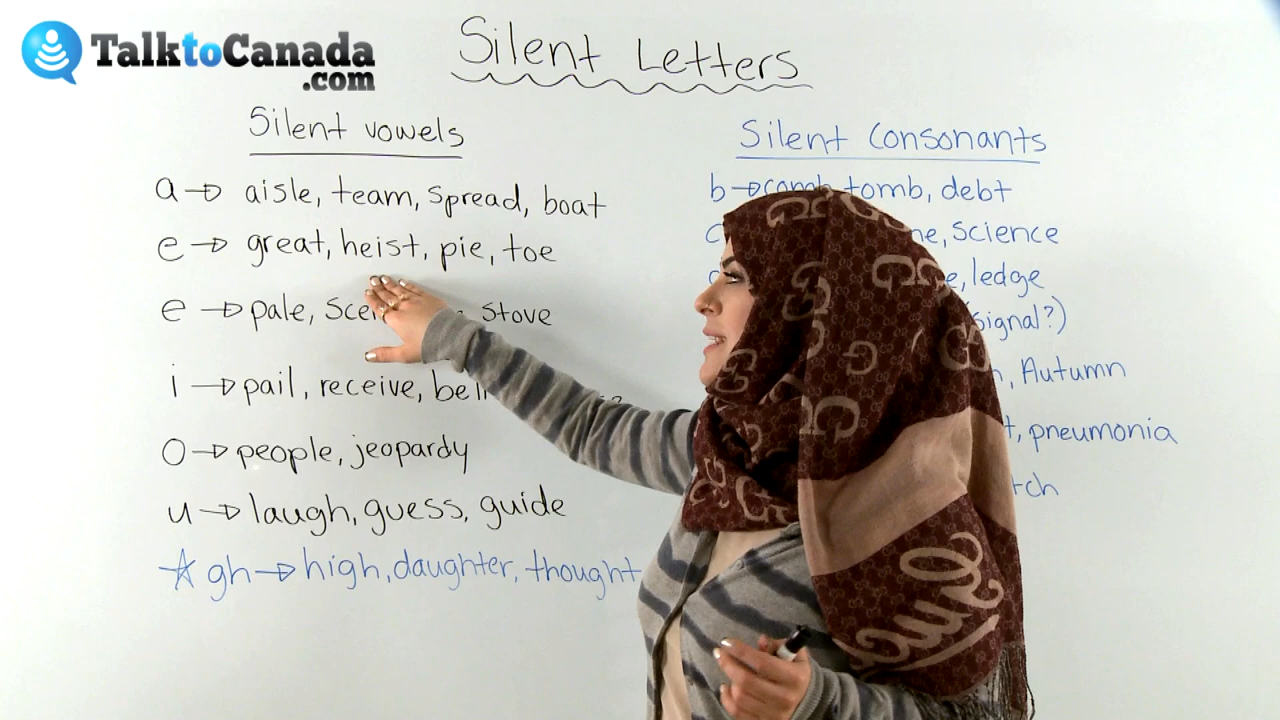 TalktoCanada
.com
Silent Letters
Silent vowels
a → aisle, team, spread, boat
e → great, heist, pie, toe
e → pale, stove
i → pail, receive,
o → people, jeopardy
u → laugh, guess, guide
☆ gh → high, daughter, thought
Silent Consonants
b → comb, tomb, debt
science
ledge
signal?)
Autumn
pneumonia